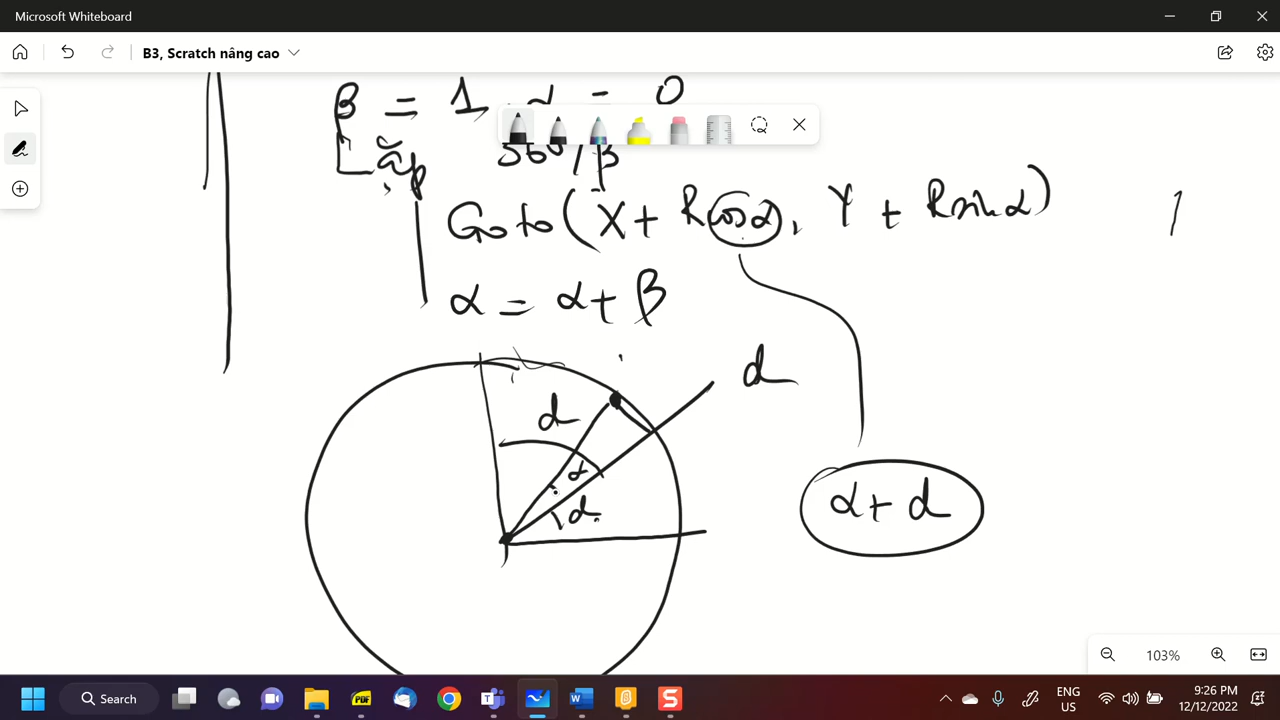 Microsoft Whiteboard
B3, Scratch nâng cao
β = 1, α = 0
Lặp 360/β
Goto(X + Rcosα, Y + Rsinα)
α = α + β
d
d
α
d
α + d
103%
Search
ENG
US
9:26 PM
12/12/2022